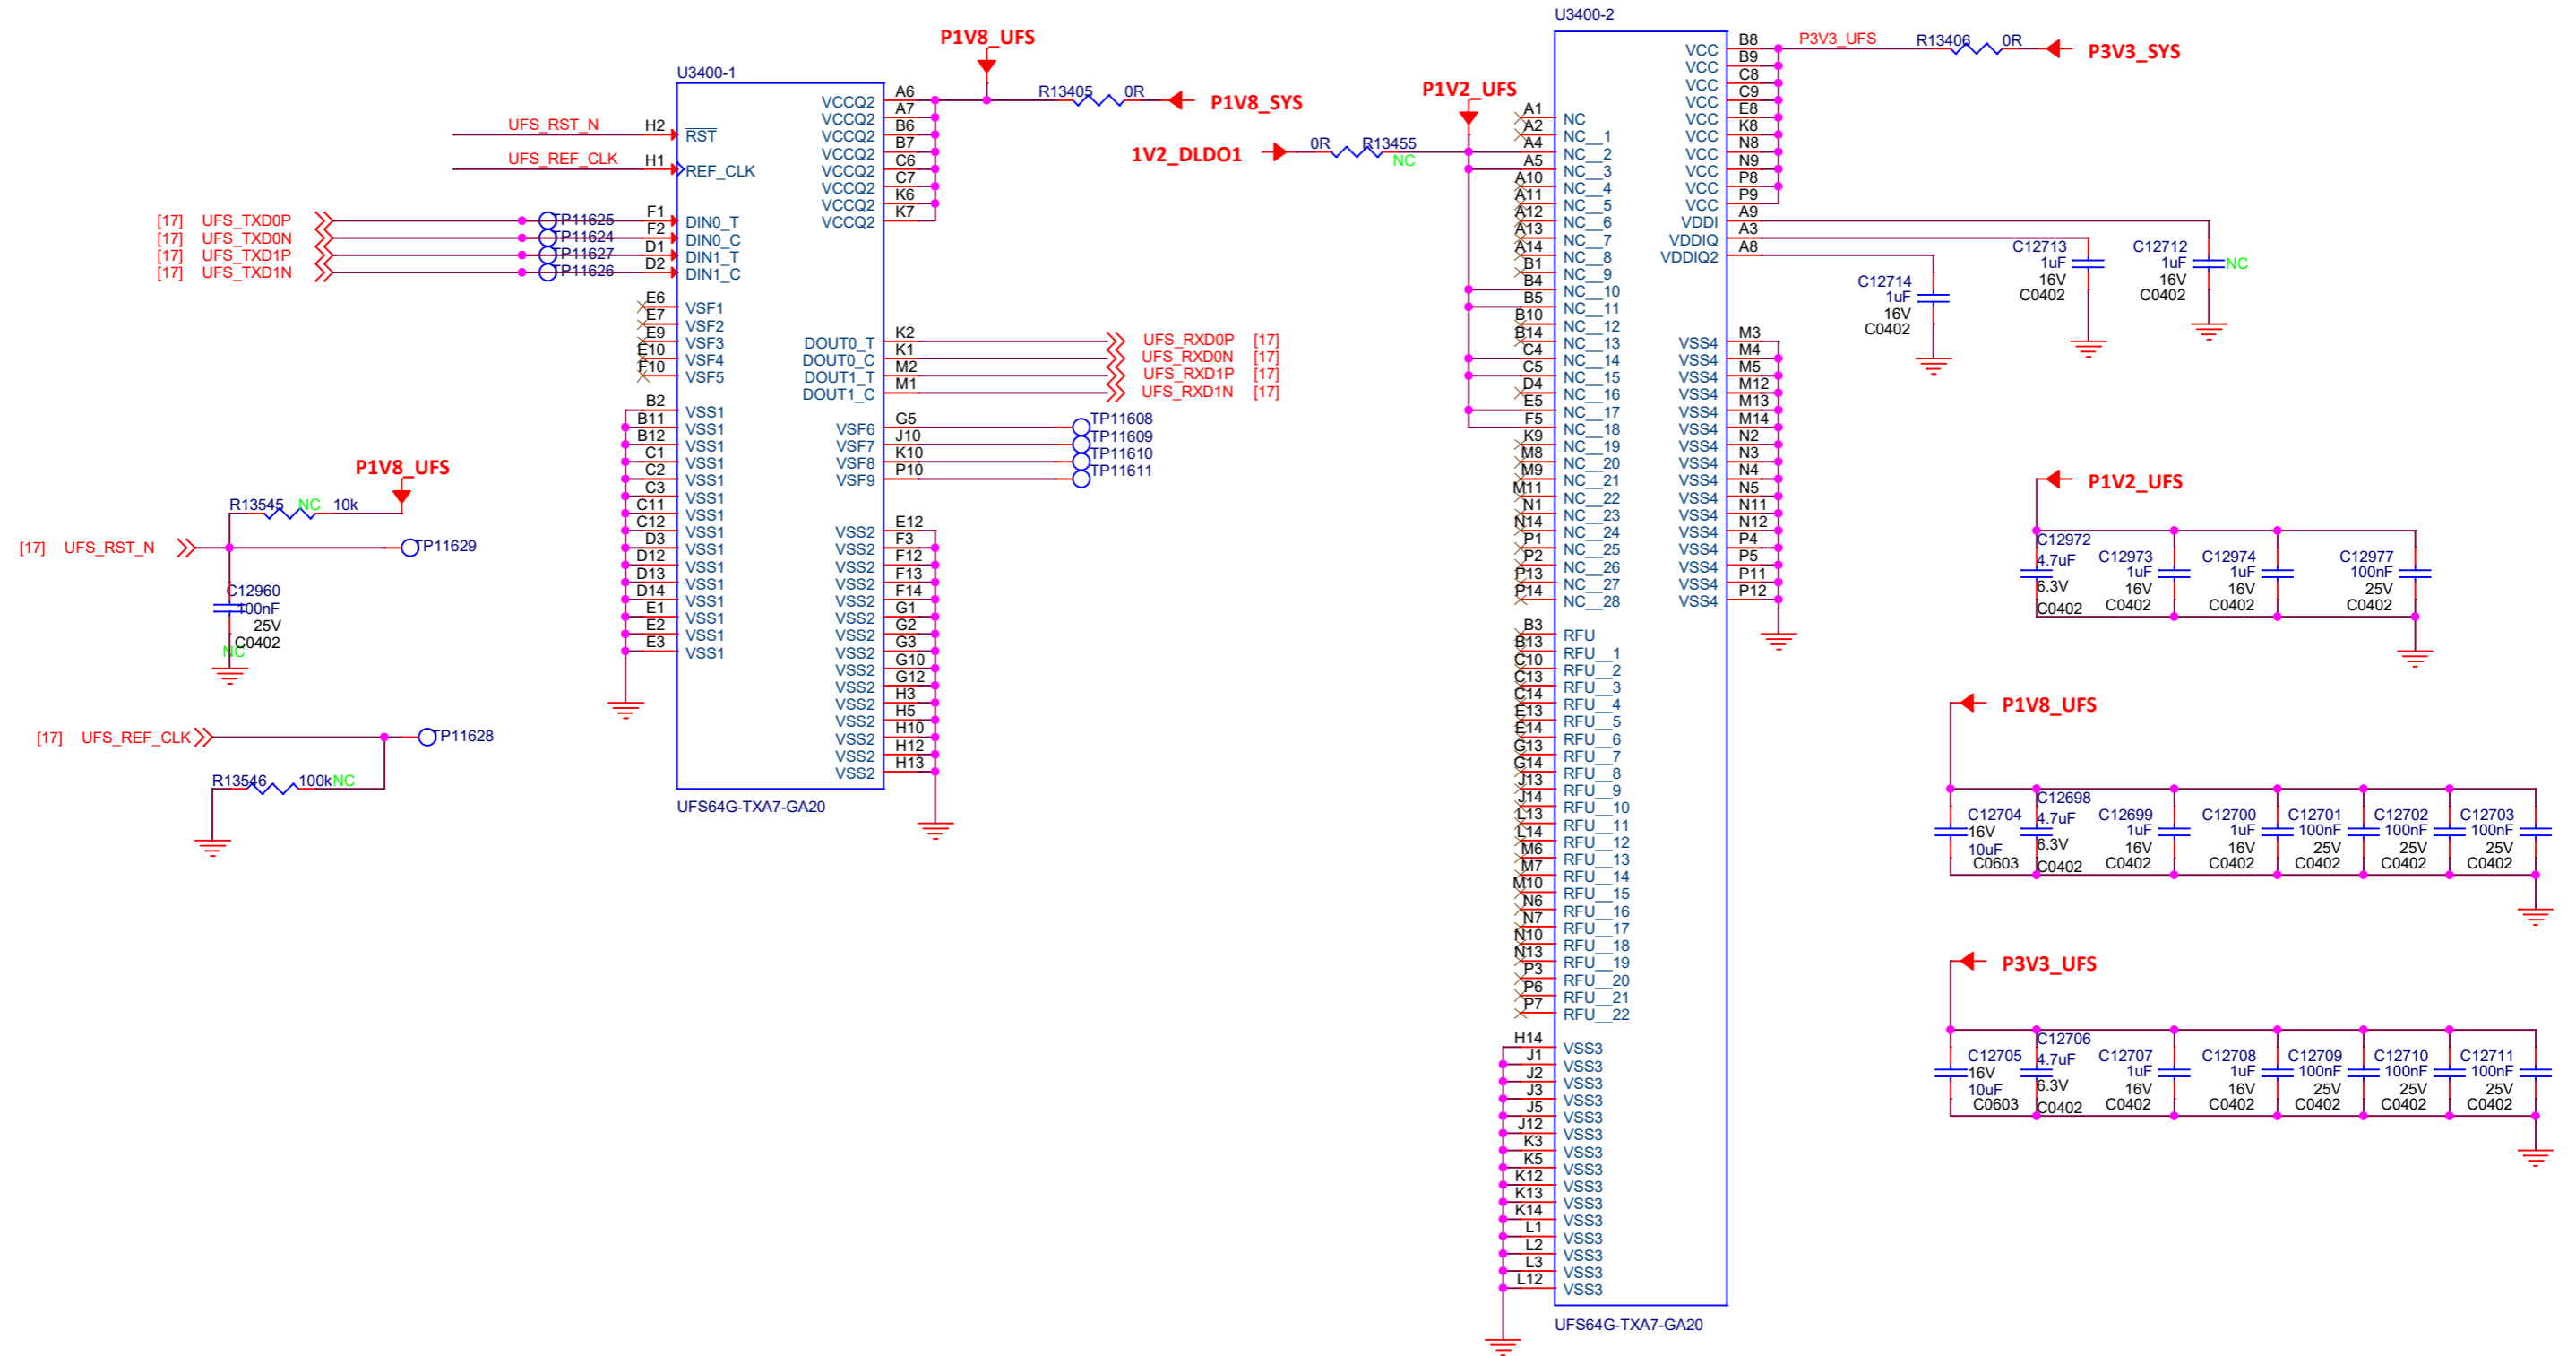 U3400-1
P1V8_UFS
R13405 0R
P1V8_SYS
UFS_RST_N H2 RST
UFS_REF_CLK H1 REF_CLK
[17] UFS_TXD0P TP11625 F1 DIN0_T
[17] UFS_TXD0N TP11624 F2 DIN0_C
[17] UFS_TXD1P TP11627 D1 DIN1_T
[17] UFS_TXD1N TP11626 D2 DIN1_C
E6 VSF1
E7 VSF2
E9 VSF3
E10 VSF4
F10 VSF5
B2 VSS1
B11 VSS1
B12 VSS1
C1 VSS1
C2 VSS1
C3 VSS1
C11 VSS1
C12 VSS1
D3 VSS1
D12 VSS1
D13 VSS1
D14 VSS1
E1 VSS1
E2 VSS1
E3 VSS1
VCCQ2 A6
VCCQ2 A7
VCCQ2 B6
VCCQ2 B7
VCCQ2 C6
VCCQ2 C7
VCCQ2 K6
VCCQ2 K7
DOUT0_T K2 UFS_RXD0P [17]
DOUT0_C K1 UFS_RXD0N [17]
DOUT1_T M2 UFS_RXD1P [17]
DOUT1_C M1 UFS_RXD1N [17]
VSF6 G5 TP11608
VSF7 J10 TP11609
VSF8 K10 TP11610
VSF9 P10 TP11611
VSS2 E12
VSS2 F3
VSS2 F12
VSS2 F13
VSS2 F14
VSS2 G1
VSS2 G2
VSS2 G3
VSS2 G10
VSS2 G12
VSS2 H3
VSS2 H5
VSS2 H10
VSS2 H12
VSS2 H13
UFS64G-TXA7-GA20
P1V8_UFS
R13545 NC 10k
[17] UFS_RST_N TP11629
C12960
100nF
25V
C0402
NC
[17] UFS_REF_CLK TP11628
R13546 100k NC
U3400-2
P1V2_UFS
1V2_DLDO1 0R R13455
NC
A1 NC
A2 NC__1
A4 NC__2
A5 NC__3
A10 NC__4
A11 NC__5
A12 NC__6
A13 NC__7
A14 NC__8
B1 NC__9
B4 NC__10
B5 NC__11
B10 NC__12
B14 NC__13
C4 NC__14
C5 NC__15
D4 NC__16
E5 NC__17
F5 NC__18
K9 NC__19
M8 NC__20
M9 NC__21
M11 NC__22
N1 NC__23
N14 NC__24
P1 NC__25
P2 NC__26
P13 NC__27
P14 NC__28
B3 RFU
B13 RFU__1
C10 RFU__2
C13 RFU__3
C14 RFU__4
E13 RFU__5
E14 RFU__6
G13 RFU__7
G14 RFU__8
J13 RFU__9
J14 RFU__10
L13 RFU__11
L14 RFU__12
M6 RFU__13
M7 RFU__14
M10 RFU__15
N6 RFU__16
N7 RFU__17
N10 RFU__18
N13 RFU__19
P3 RFU__20
P6 RFU__21
P7 RFU__22
H14 VSS3
J1 VSS3
J2 VSS3
J3 VSS3
J5 VSS3
J12 VSS3
K3 VSS3
K5 VSS3
K12 VSS3
K13 VSS3
K14 VSS3
L1 VSS3
L2 VSS3
L3 VSS3
L12 VSS3
VCC B8 P3V3_UFS R13406 0R P3V3_SYS
VCC B9
VCC C8
VCC C9
VCC E8
VCC K8
VCC N8
VCC N9
VCC P8
VCC P9
VDDI A9
VDDIQ A3
VDDIQ2 A8
VSS4 M3
VSS4 M4
VSS4 M5
VSS4 M12
VSS4 M13
VSS4 M14
VSS4 N2
VSS4 N3
VSS4 N4
VSS4 N5
VSS4 N11
VSS4 N12
VSS4 P4
VSS4 P5
VSS4 P11
VSS4 P12
UFS64G-TXA7-GA20
C12714
1uF
16V
C0402
C12713
1uF
16V
C0402
C12712
1uF NC
16V
C0402
P1V2_UFS
C12972
4.7uF
6.3V
C0402
C12973
1uF
16V
C0402
C12974
1uF
16V
C0402
C12977
100nF
25V
C0402
P1V8_UFS
C12704
16V
10uF
C0603
C12698
4.7uF
6.3V
C0402
C12699
1uF
16V
C0402
C12700
1uF
16V
C0402
C12701
100nF
25V
C0402
C12702
100nF
25V
C0402
C12703
100nF
25V
C0402
P3V3_UFS
C12705
16V
10uF
C0603
C12706
4.7uF
6.3V
C0402
C12707
1uF
16V
C0402
C12708
1uF
16V
C0402
C12709
100nF
25V
C0402
C12710
100nF
25V
C0402
C12711
100nF
25V
C0402